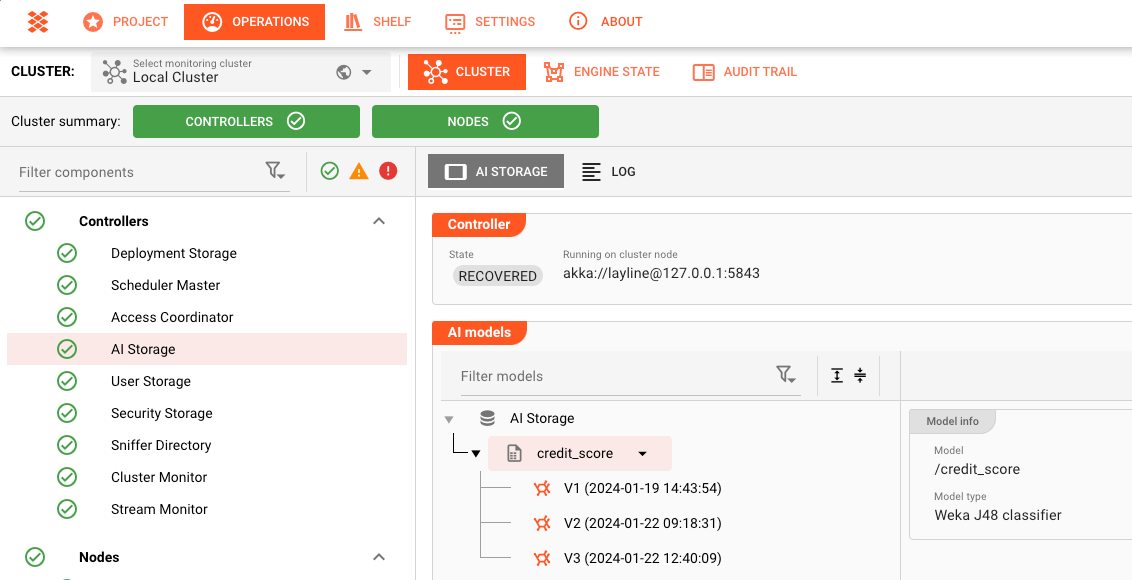 PROJECT OPERATIONS SHELF SETTINGS ABOUT
CLUSTER: Select monitoring cluster Local Cluster CLUSTER ENGINE STATE AUDIT TRAIL
Cluster summary: CONTROLLERS NODES
Filter components
AI STORAGE LOG
Controllers
Deployment Storage
Scheduler Master
Access Coordinator
AI Storage
User Storage
Security Storage
Sniffer Directory
Cluster Monitor
Stream Monitor
Nodes
Controller
State Running on cluster node
RECOVERED akka://layline@127.0.0.1:5843
AI models
Filter models
AI Storage
credit_score
V1 (2024-01-19 14:43:54)
V2 (2024-01-22 09:18:31)
V3 (2024-01-22 12:40:09)
Model info
Model
/credit_score
Model type
Weka J48 classifier